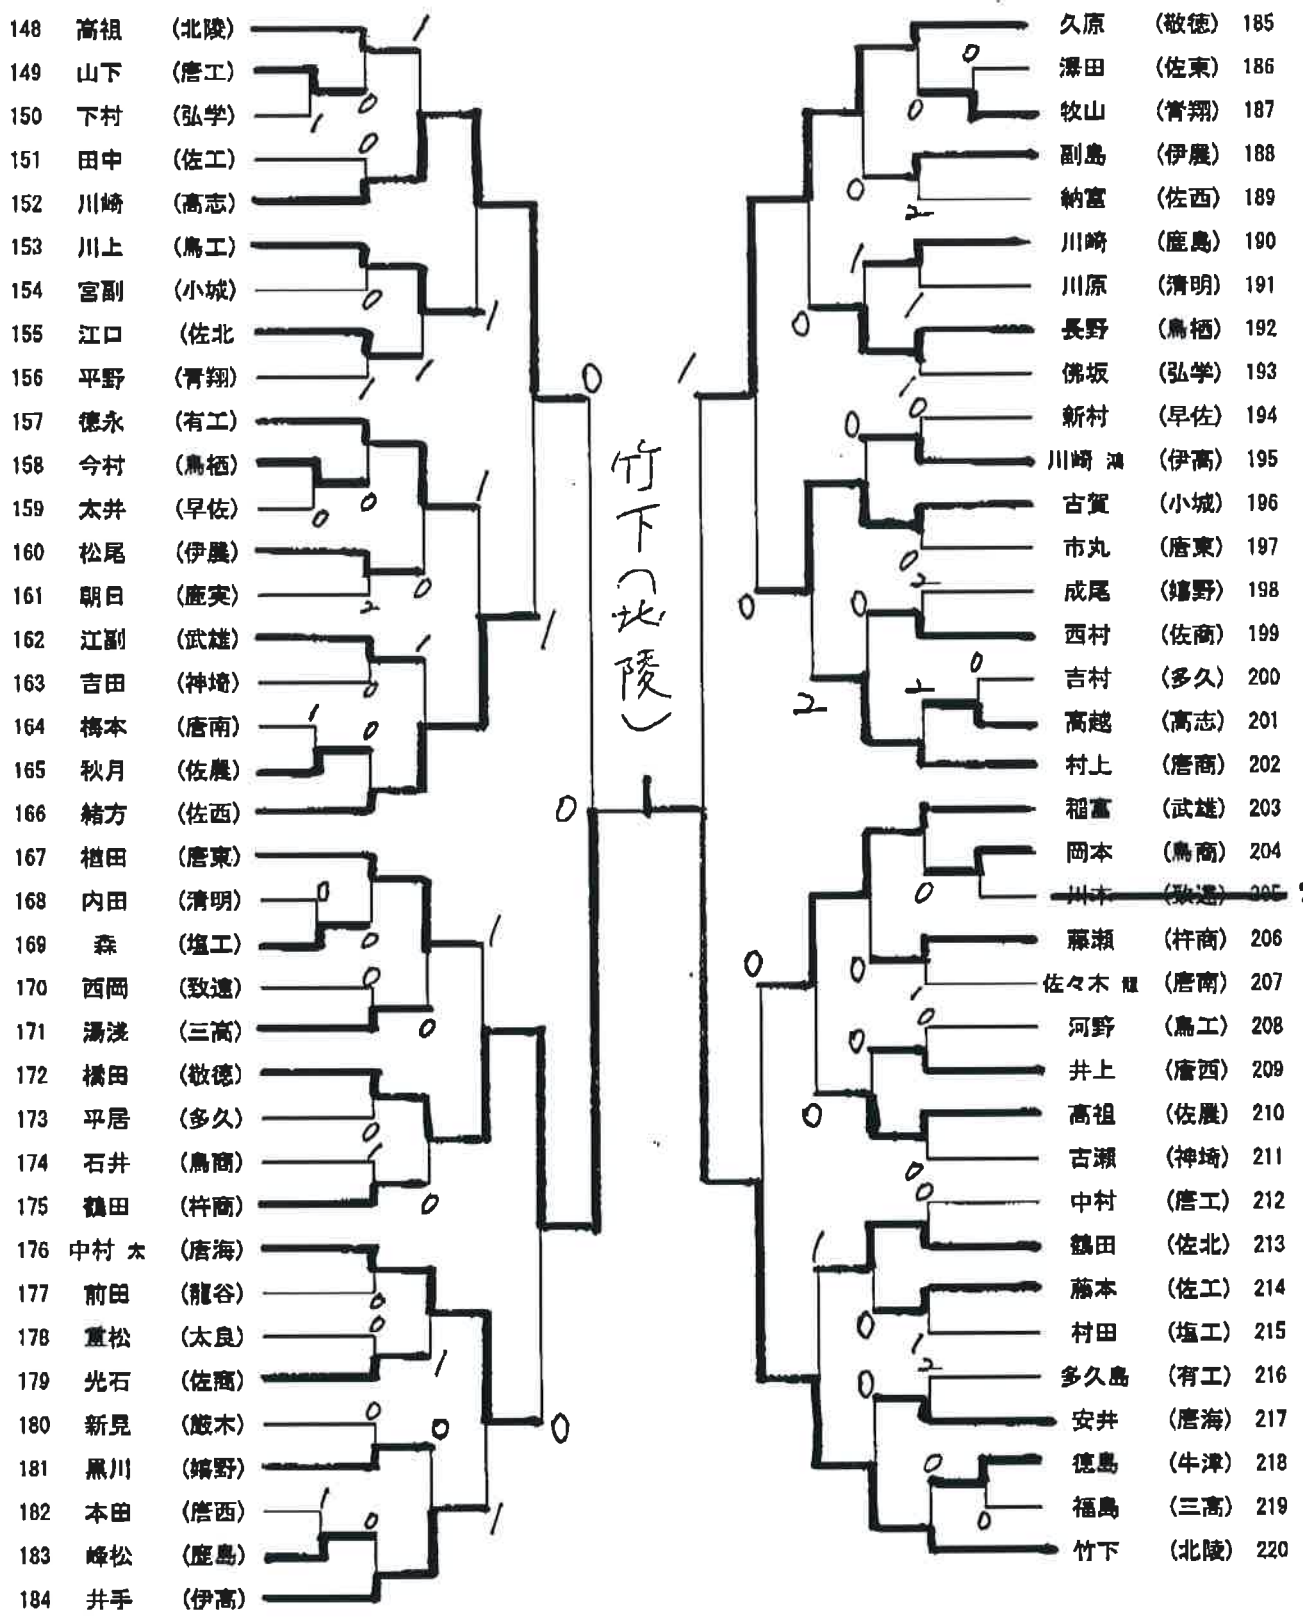 148 高祖 (北陵)
149 山下 (唐工)
150 下村 (弘学)
151 田中 (佐工)
152 川崎 (高志)
153 川上 (鳥工)
154 宮副 (小城)
155 江口 (佐北
156 平野 (青翔)
157 徳永 (有工)
158 今村 (鳥栖)
159 太井 (早佐)
160 松尾 (伊農)
161 朝日 (鹿実)
162 江副 (武雄)
163 吉田 (神埼)
164 梅本 (唐南)
165 秋月 (佐農)
166 緒方 (佐西)
167 楢田 (唐東)
168 内田 (清明)
169 森 (塩工)
170 西岡 (致遠)
171 湯浅 (三高)
172 橋田 (敬徳)
173 平居 (多久)
174 石井 (鳥商)
175 鶴田 (杵商)
176 中村 太 (唐海)
177 前田 (龍谷)
178 重松 (太良)
179 光石 (佐商)
180 新見 (厳木)
181 黒川 (嬉野)
182 本田 (唐西)
183 峰松 (鹿島)
184 井手 (伊高)
竹下(北陵)
久原 (敬徳) 185
澤田 (佐東) 186
牧山 (青翔) 187
副島 (伊農) 188
納富 (佐西) 189
川崎 (鹿島) 190
川原 (清明) 191
長野 (鳥栖) 192
佛坂 (弘学) 193
新村 (早佐) 194
川崎 鴻 (伊高) 195
古賀 (小城) 196
市丸 (唐東) 197
成尾 (嬉野) 198
西村 (佐商) 199
吉村 (多久) 200
高越 (高志) 201
村上 (唐商) 202
稲富 (武雄) 203
岡本 (鳥商) 204
川木 (致遠) 205
藤瀬 (杵商) 206
佐々木 (唐南) 207
河野 (鳥工) 208
井上 (唐西) 209
高祖 (佐農) 210
古瀬 (神埼) 211
中村 (唐工) 212
鶴田 (佐北) 213
藤本 (佐工) 214
村田 (塩工) 215
多久島 (有工) 216
安井 (唐海) 217
徳島 (牛津) 218
福島 (三高) 219
竹下 (北陵) 220